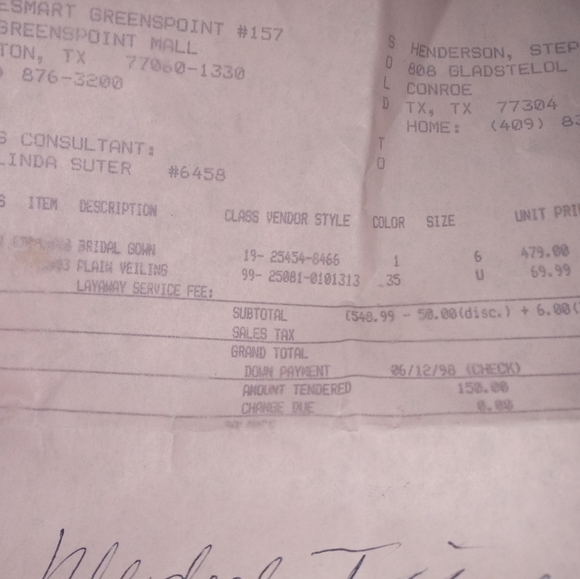 ESMART GREENSPOINT #157
GREENSPOINT MALL
TON, TX 77060-1330
) 876-3200
SOLD TO
HENDERSON, STEP
808 GLADSTELOL
CONROE
TX, TX 77304
HOME: (409) 83
S CONSULTANT:
LINDA SUTER #6458
S ITEM DESCRIPTION CLASS VENDOR STYLE COLOR SIZE UNIT PRI
BRIDAL GOWN 19- 25454-8466 1 6 479.00
PLAIN VEILING 99- 25081-0101313 35 U 69.99
LAYAWAY SERVICE FEE:
SUBTOTAL (548.99 - 50.00(disc.) + 6.00(
SALES TAX
GRAND TOTAL
DOWN PAYMENT 06/12/98 (CHECK)
AMOUNT TENDERED 150.00
CHANGE DUE 0.00